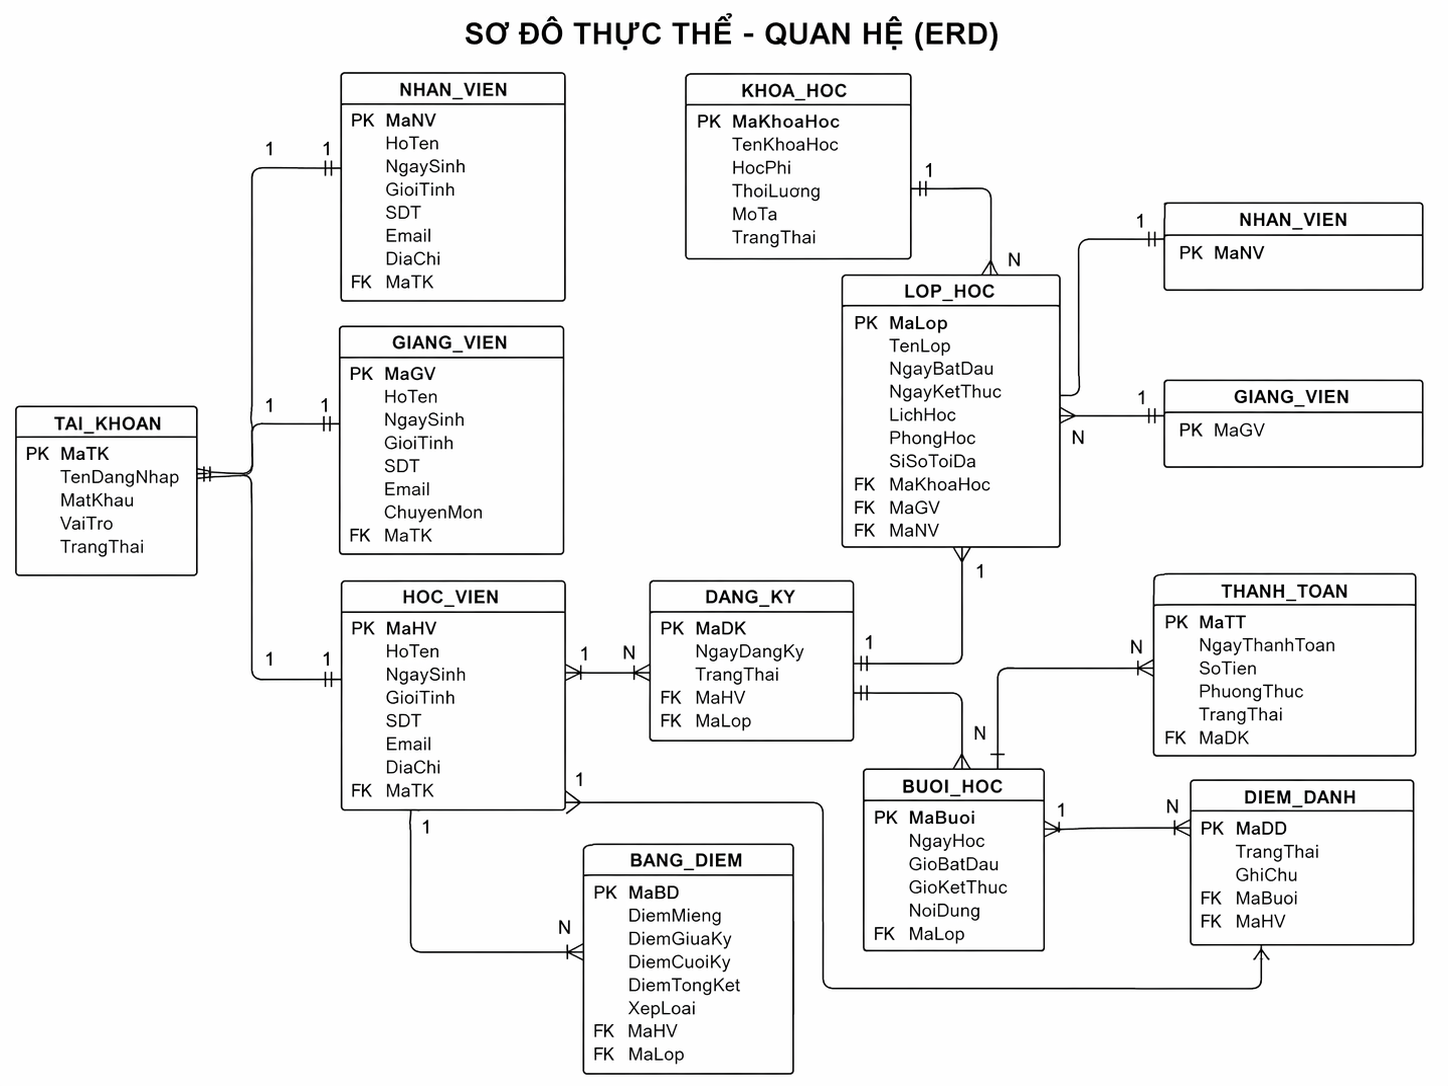 SƠ ĐÔ THỰC THỂ - QUAN HỆ (ERD)
NHAN_VIEN
PK MaNV
HoTen
NgaySinh
GioiTinh
SDT
Email
DiaChi
FK MaTK
1 1
KHOA_HOC
PK MaKhoaHoc
TenKhoaHoc
HocPhi
ThoiLương
MoTa
TrangThai
1
N
NHAN_VIEN
PK MaNV
1
LOP_HOC
PK MaLop
TenLop
NgayBatDau
NgayKetThuc
LichHoc
PhongHoc
SiSoToiDa
FK MaKhoaHoc
FK MaGV
FK MaNV
GIANG_VIEN
PK MaGV
1
N
GIANG_VIEN
PK MaGV
HoTen
NgaySinh
GioiTinh
SDT
Email
ChuyenMon
FK MaTK
1 1
TAI_KHOAN
PK MaTK
TenDangNhap
MatKhau
VaiTro
TrangThai
HOC_VIEN
PK MaHV
HoTen
NgaySinh
GioiTinh
SDT
Email
DiaChi
FK MaTK
1 1
1 N
DANG_KY
PK MaDK
NgayDangKy
TrangThai
FK MaHV
FK MaLop
1
1
N
THANH_TOAN
PK MaTT
NgayThanhToan
SoTien
PhuongThuc
TrangThai
FK MaDK
N
BUOI_HOC
PK MaBuoi
NgayHoc
GioBatDau
GioKetThuc
NoiDung
FK MaLop
1 N
DIEM_DANH
PK MaDD
TrangThai
GhiChu
FK MaBuoi
FK MaHV
1
1
N
BANG_DIEM
PK MaBD
DiemMieng
DiemGiuaKy
DiemCuoiKy
DiemTongKet
XepLoai
FK MaHV
FK MaLop